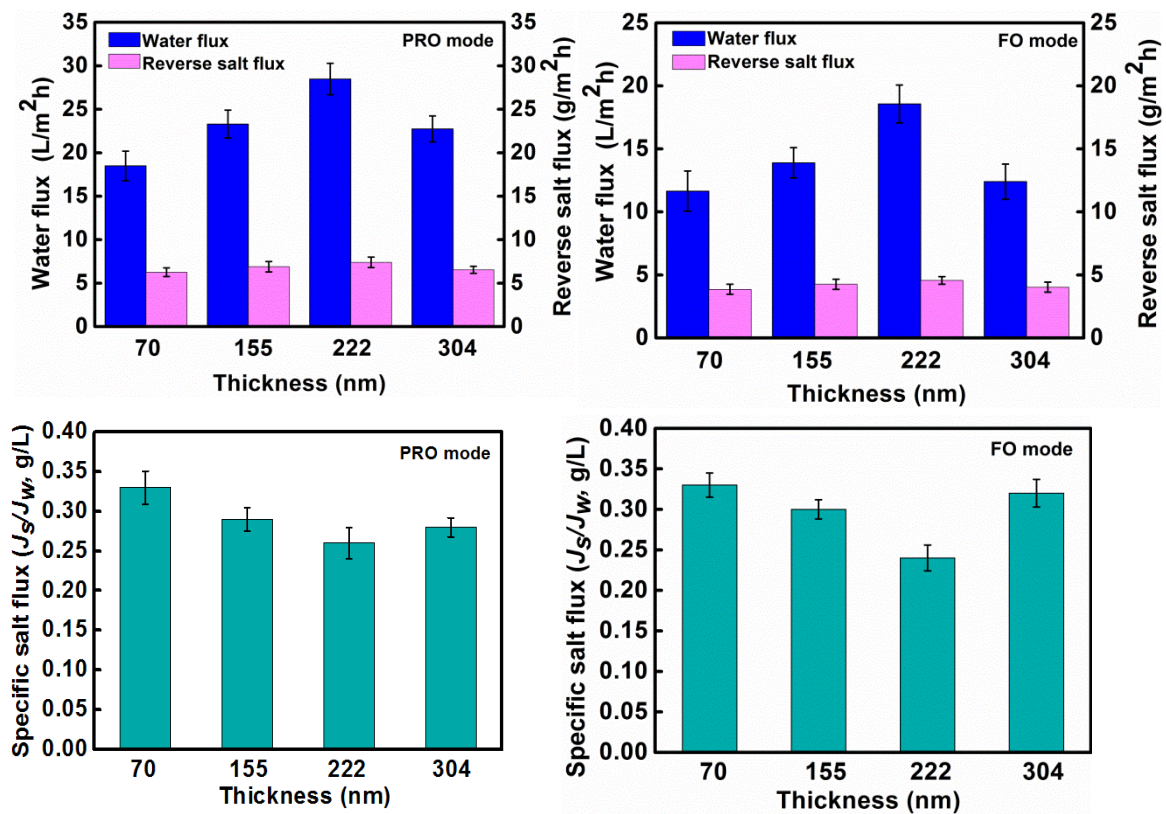 Water flux (L/m²h)
35
30
25
20
15
10
5
0
Water flux
Reverse salt flux
PRO mode
35
30
25
20
15
10
5
0
Reverse salt flux (g/m²h)
70 155 222 304
Thickness (nm)
Water flux (L/m²h)
25
20
15
10
5
0
Water flux
Reverse salt flux
FO mode
25
20
15
10
5
0
Reverse salt flux (g/m²h)
70 155 222 304
Thickness (nm)
Specific salt flux (Js/Jw, g/L)
0.40
0.35
0.30
0.25
0.20
0.15
0.10
0.05
0.00
PRO mode
70 155 222 304
Thickness (nm)
Specific salt flux (Js/Jw, g/L)
0.40
0.35
0.30
0.25
0.20
0.15
0.10
0.05
0.00
FO mode
70 155 222 304
Thickness (nm)